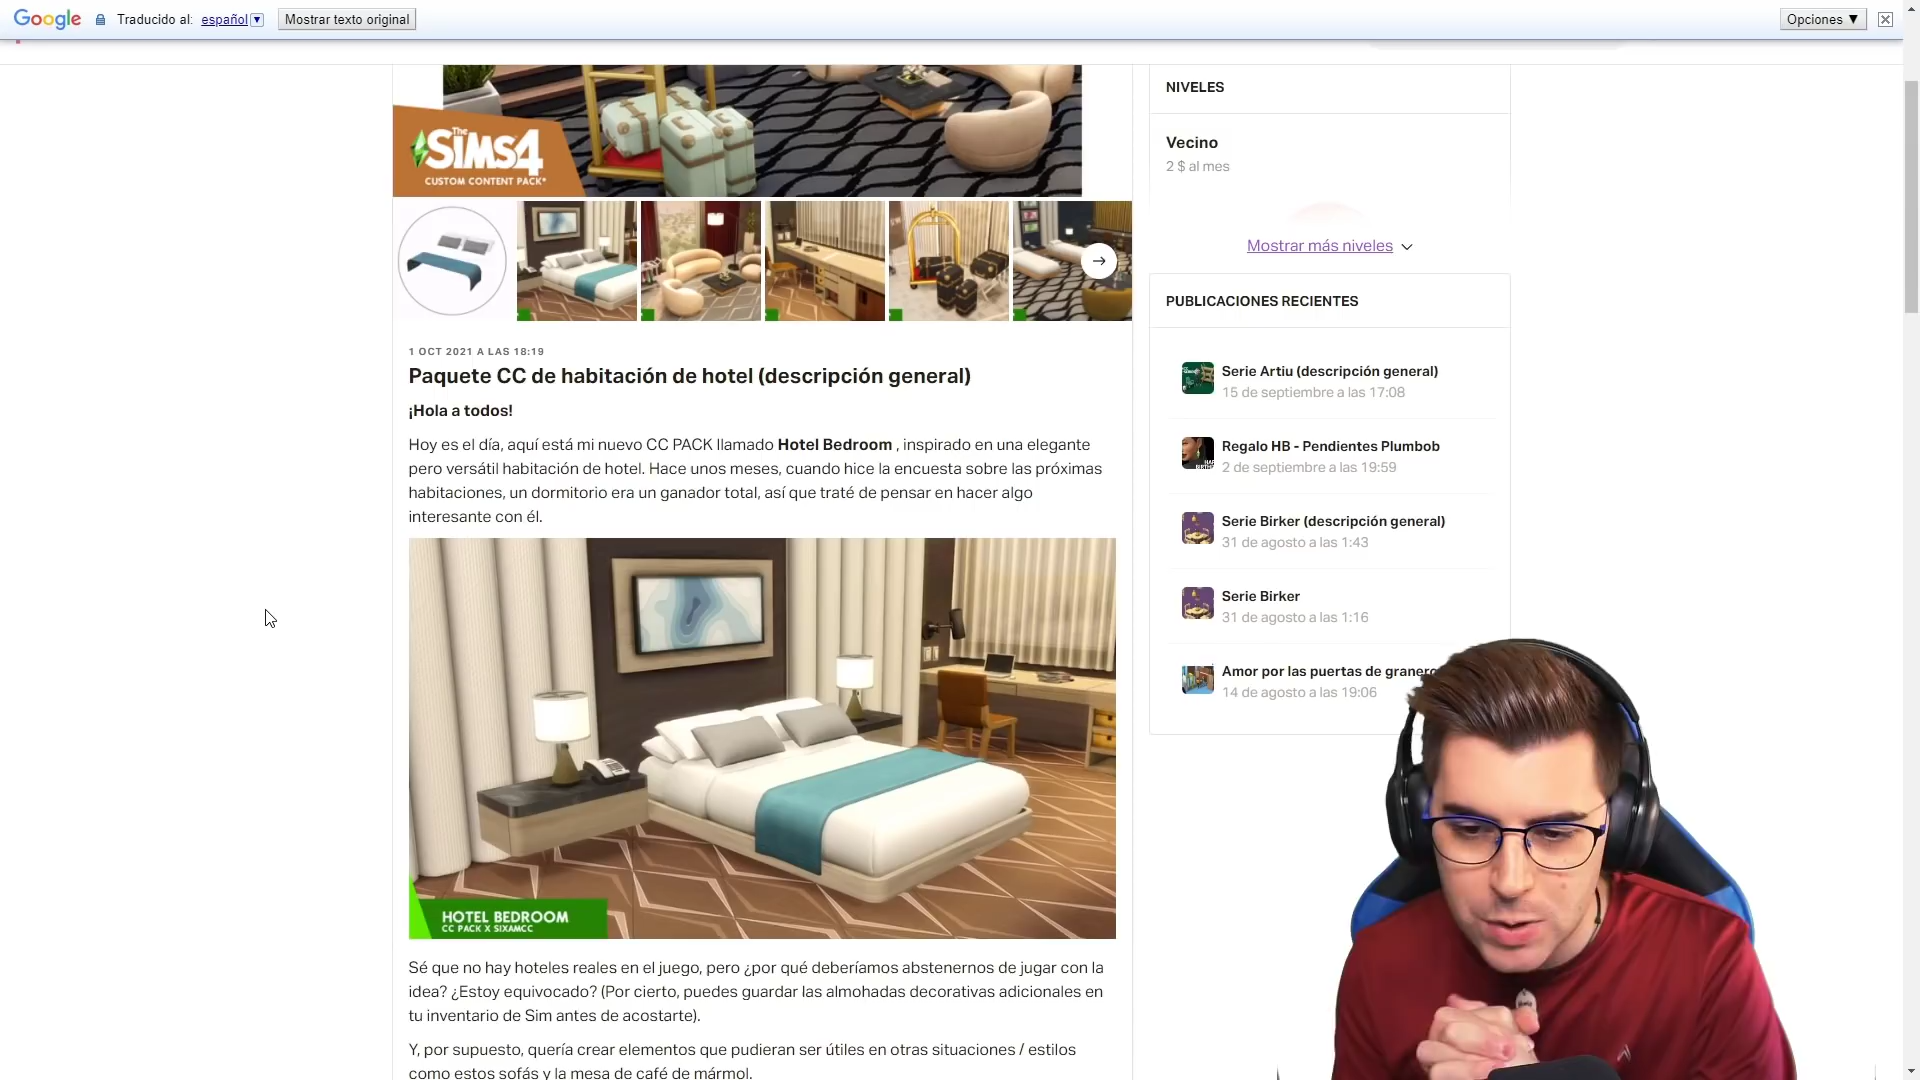 Google
Traducido al: español
Mostrar texto original
Opciones ▼
The SiMS4
CUSTOM CONTENT PACK*
1 OCT 2021 A LAS 18:19
Paquete CC de habitación de hotel (descripción general)
¡Hola a todos!
Hoy es el día, aquí está mi nuevo CC PACK llamado Hotel Bedroom , inspirado en una elegante
pero versátil habitación de hotel. Hace unos meses, cuando hice la encuesta sobre las próximas
habitaciones, un dormitorio era un ganador total, así que traté de pensar en hacer algo
interesante con él.
HOTEL BEDROOM
CC PACK X SIXAMCC
Sé que no hay hoteles reales en el juego, pero ¿por qué deberíamos abstenernos de jugar con la
idea? ¿Estoy equivocado? (Por cierto, puedes guardar las almohadas decorativas adicionales en
tu inventario de Sim antes de acostarte).
Y, por supuesto, quería crear elementos que pudieran ser útiles en otras situaciones / estilos
como estos sofás y la mesa de café de mármol.
NIVELES
Vecino
2 $ al mes
Mostrar más niveles
PUBLICACIONES RECIENTES
Serie Artiu (descripción general)
15 de septiembre a las 17:08
Regalo HB - Pendientes Plumbob
2 de septiembre a las 19:59
Serie Birker (descripción general)
31 de agosto a las 1:43
Serie Birker
31 de agosto a las 1:16
Amor por las puertas de granero
14 de agosto a las 19:06